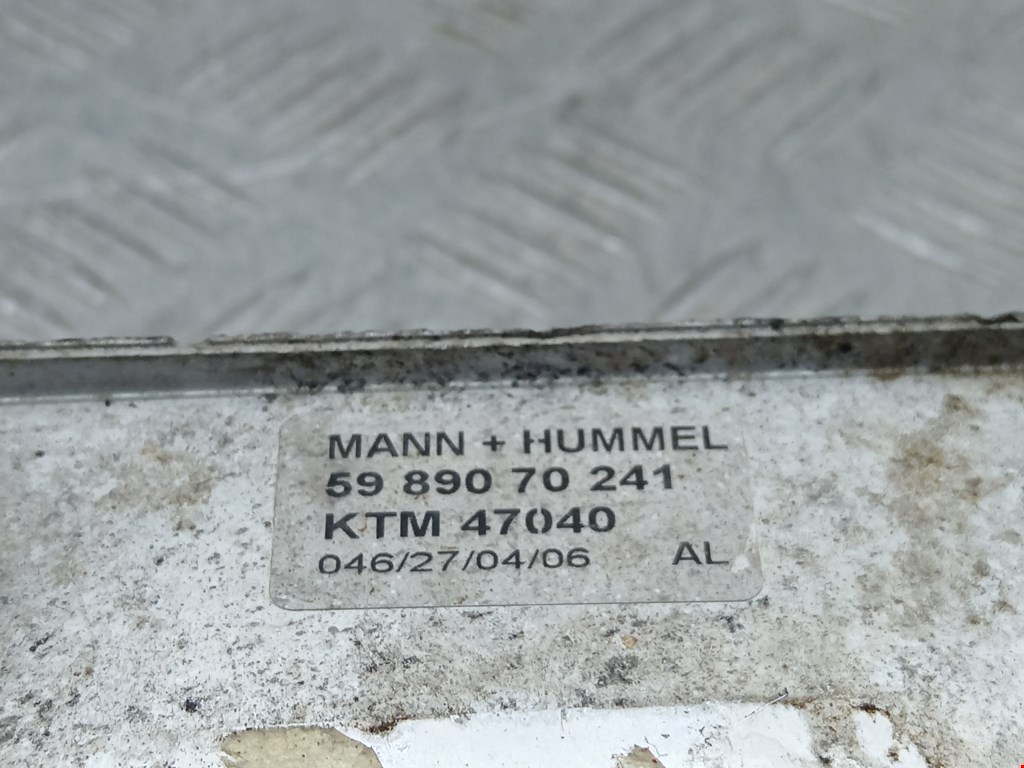 MANN + HUMMEL
59 890 70 241
KTM 47040
046/27/04/06 AL